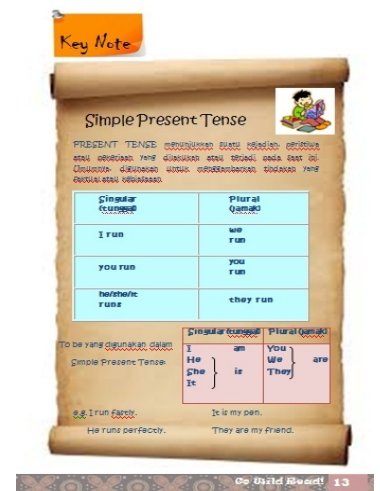 Key Note
Simple Present Tense
PRESENT TENSE menunjukkan suatu kejadian, peristiwa
atau pekerjaan yang dilakukan atau terjadi pada saat ini.
Umumnya digunakan untuk menggambarkan tindakan yang
faktual atau kebiasaan.
Singular Plural
(tunggal) (jamak)
I run we
run
you run you
run
he/she/it they run
runs
Singular (tunggal) Plural (jamak)
To be yang digunakan dalam
Simple Present Tense:
I am You
He We are
She is They
It
e.g. I run fastly. It is my pen.
He runs perfectly. They are my friend.
Go Wild Read! 13